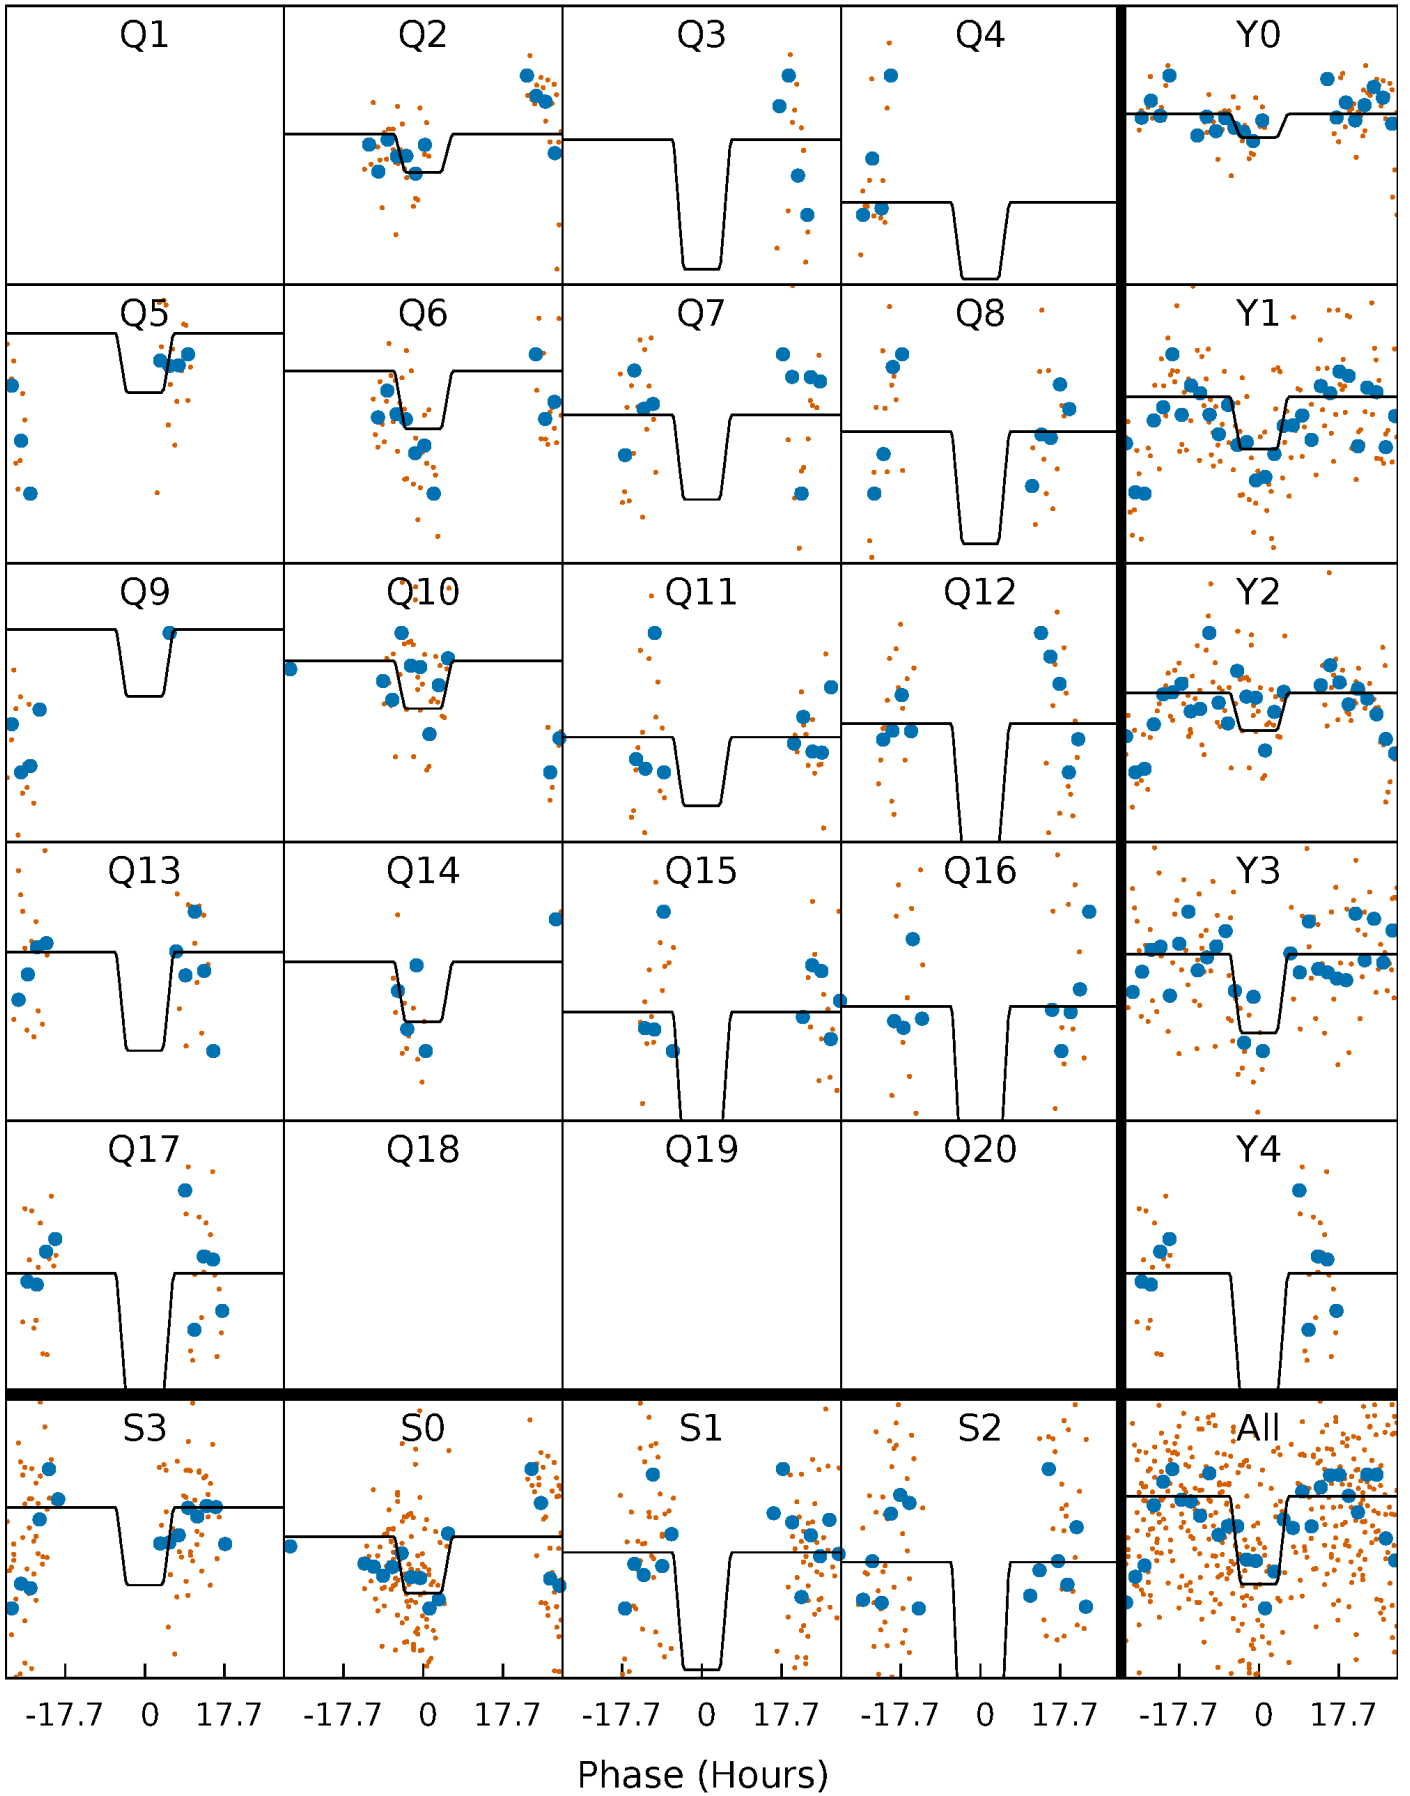 Q1 Q2 Q3 Q4 Y0
Q5 Q6 Q7 Q8 Y1
Q9 Q10 Q11 Q12 Y2
Q13 Q14 Q15 Q16 Y3
Q17 Q18 Q19 Q20 Y4
S3 S0 S1 S2 All
-17.7 0 17.7 -17.7 0 17.7 -17.7 0 17.7 -17.7 0 17.7 -17.7 0 17.7
Phase (Hours)